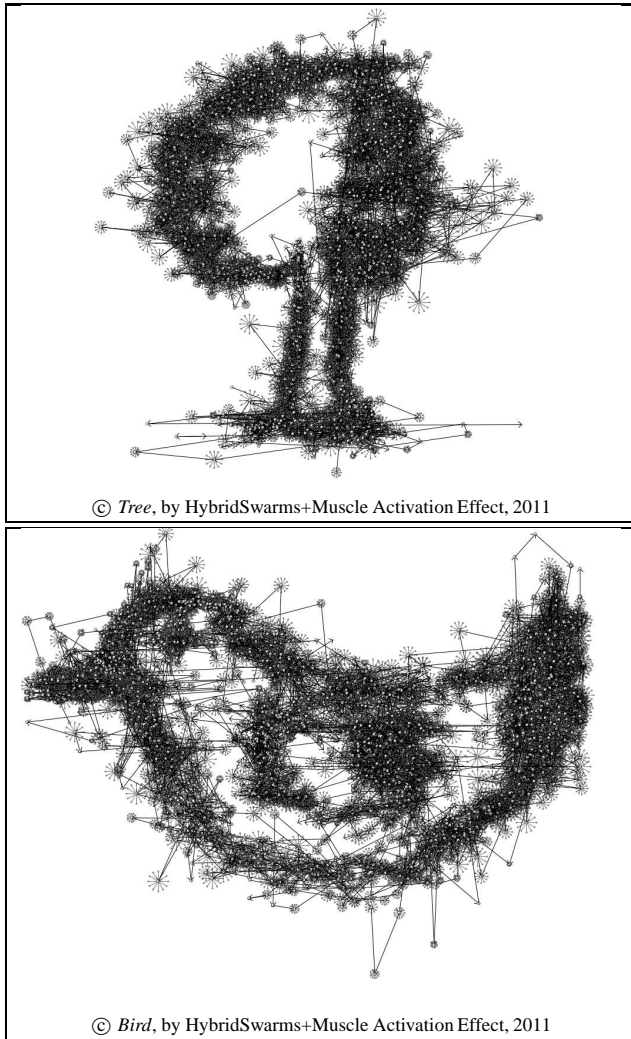 © Tree, by HybridSwarms+Muscle Activation Effect, 2011
© Bird, by HybridSwarms+Muscle Activation Effect, 2011